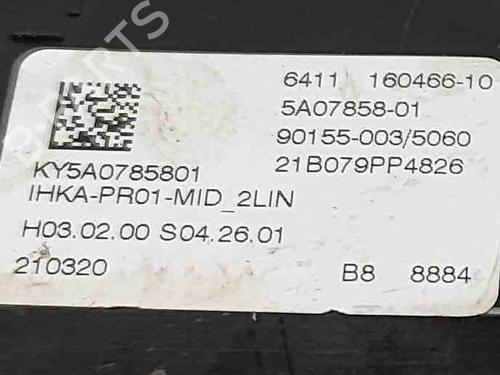 B-PARTS
6411 160466-10
5A07858-01
90155-003/5060
21B079PP4826
KY5A0785801
IHKA-PR01-MID_2LIN
H03.02.00 S04.26.01
210320 B8 8884